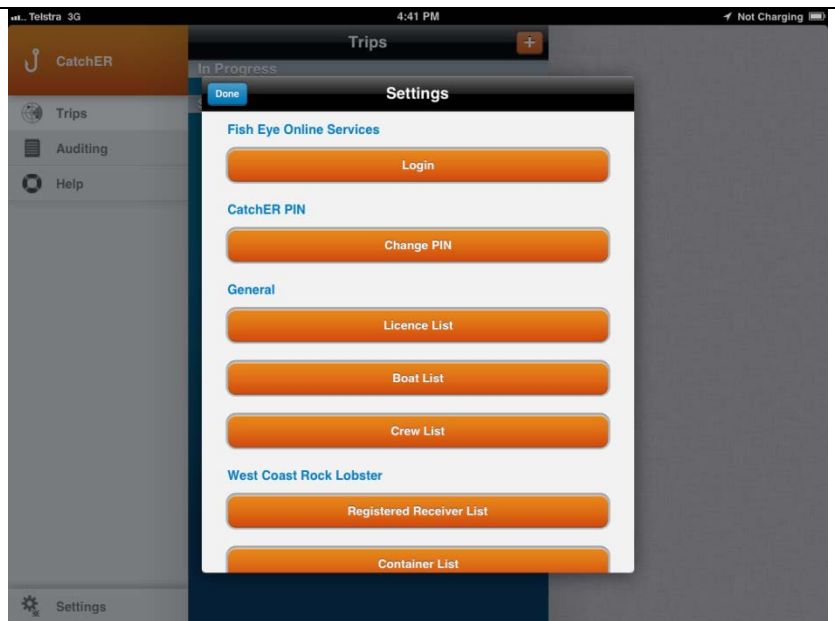 Telstra 3G 4:41 PM Not Charging
CatchER
Trips
Auditing
Help
Settings
Trips
+
In Progress
Done
Settings
Fish Eye Online Services
Login
CatchER PIN
Change PIN
General
Licence List
Boat List
Crew List
West Coast Rock Lobster
Registered Receiver List
Container List